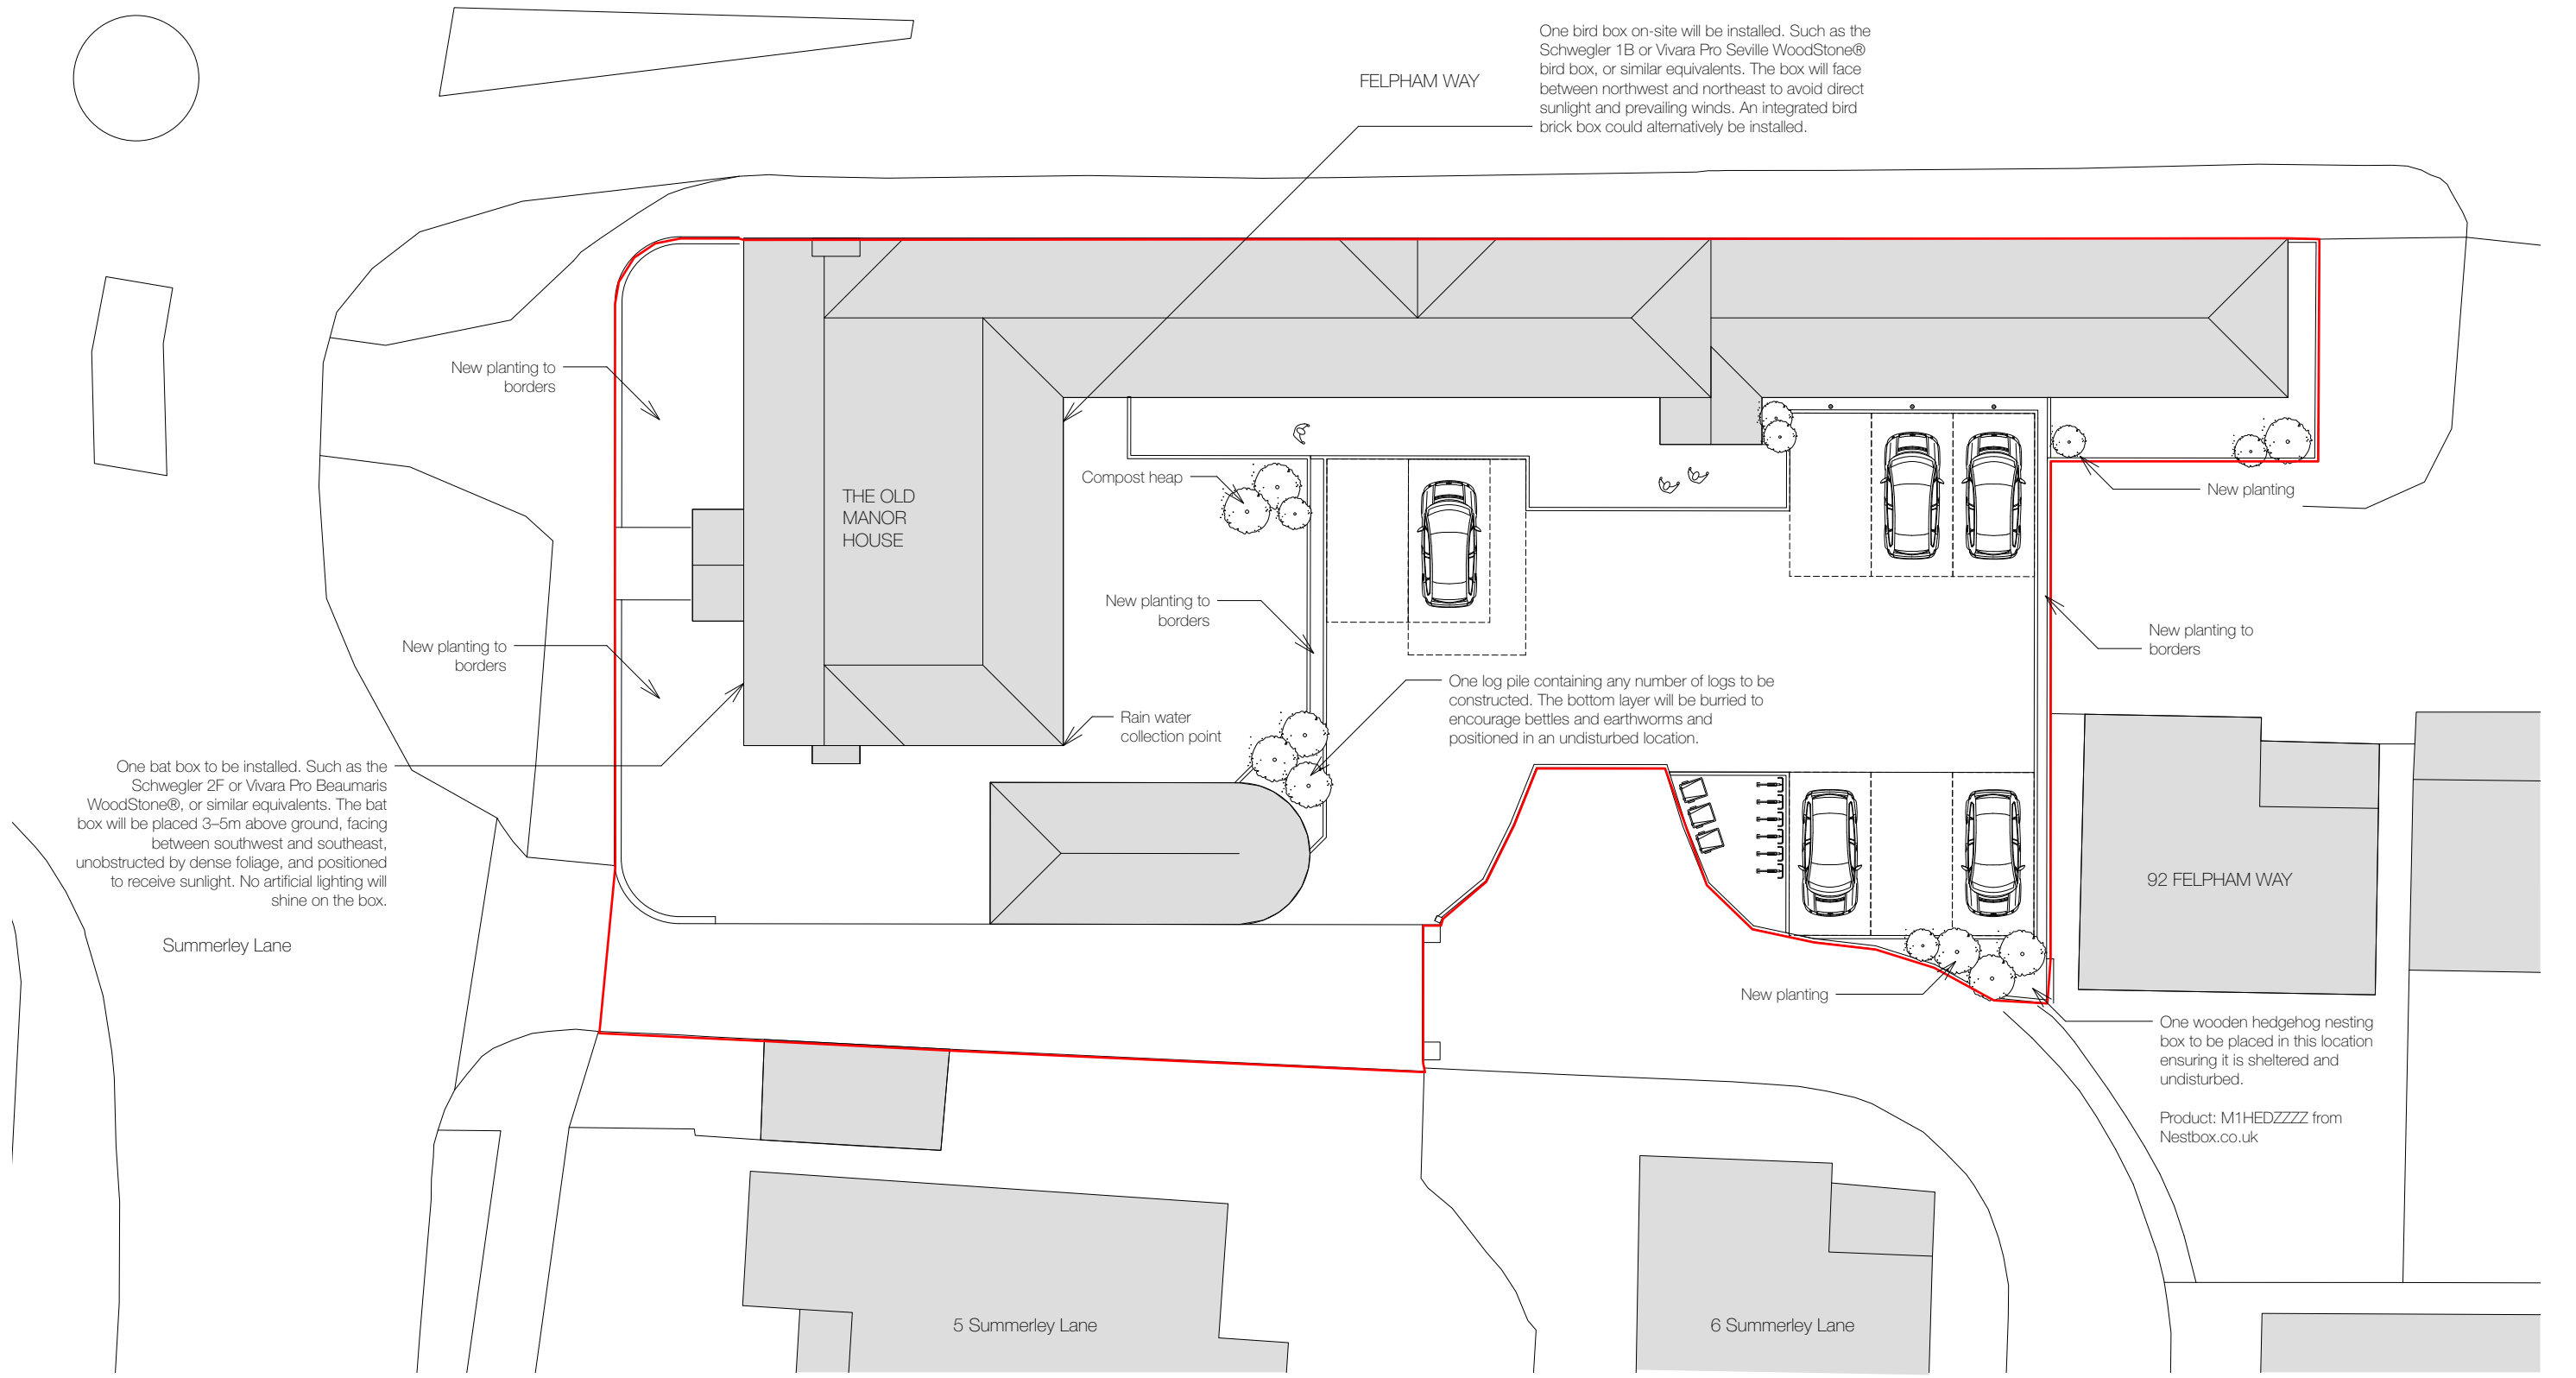 One bird box on-site will be installed. Such as the
Schwegler 1B or Vivara Pro Seville WoodStone®
bird box, or similar equivalents. The box will face
between northwest and northeast to avoid direct
sunlight and prevailing winds. An integrated bird
brick box could alternatively be installed.
FELPHAM WAY
New planting to
borders
THE OLD
MANOR
HOUSE
Compost heap
New planting
New planting to
borders
New planting to
borders
New planting to
borders
One log pile containing any number of logs to be
constructed. The bottom layer will be burried to
encourage bettles and earthworms and
positioned in an undisturbed location.
Rain water
collection point
One bat box to be installed. Such as the
Schwegler 2F or Vivara Pro Beaumaris
WoodStone®, or similar equivalents. The bat
box will be placed 3–5m above ground, facing
between southwest and southeast,
unobstructed by dense foliage, and positioned
to receive sunlight. No artificial lighting will
shine on the box.
92 FELPHAM WAY
Summerley Lane
New planting
One wooden hedgehog nesting
box to be placed in this location
ensuring it is sheltered and
undisturbed.
Product: M1HEDZZZZ from
Nestbox.co.uk
5 Summerley Lane
6 Summerley Lane